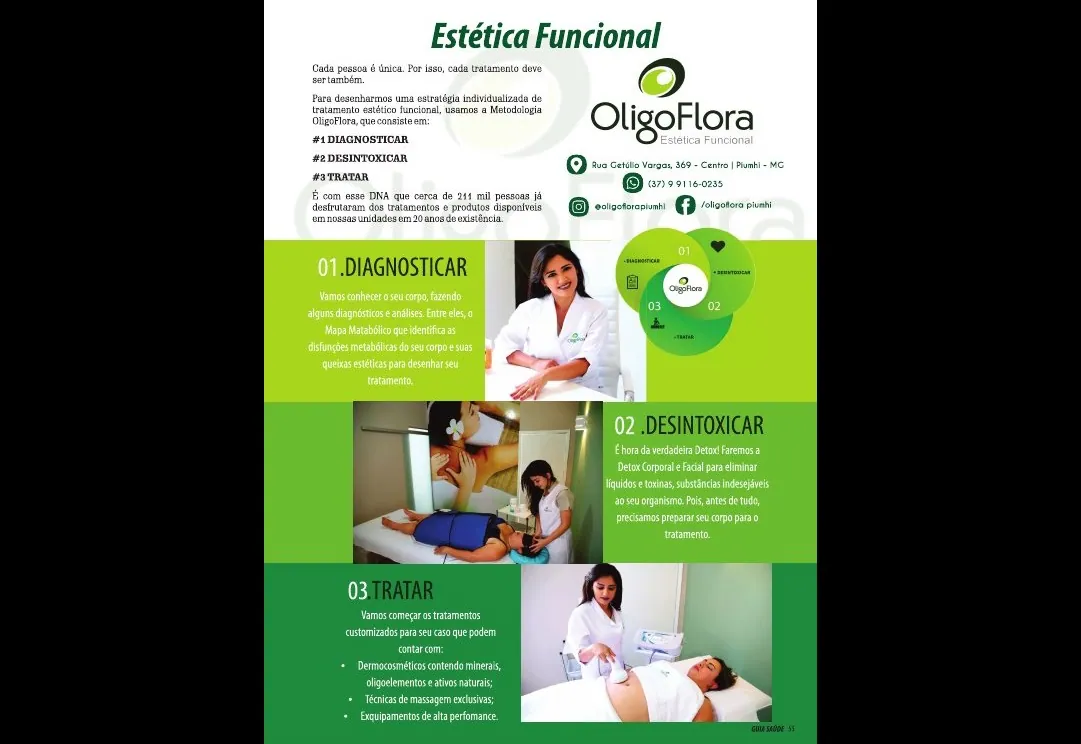 Estética Funcional
Cada pessoa é única. Por isso, cada tratamento deve
ser também.
Para desenharmos uma estratégia individualizada de
tratamento estético funcional, usamos a Metodologia
OligoFlora, que consiste em:
#1 DIAGNOSTICAR
#2 DESINTOXICAR
#3 TRATAR
É com esse DNA que cerca de 211 mil pessoas já
desfrutaram dos tratamentos e produtos disponíveis
em nossas unidades em 20 anos de existência.
OligoFlora
Estética Funcional
Rua Getúlio Vargas, 369 - Centro | Piumhi - MG
(37) 9 9116-0235
@oligoflorapiumhi
/oligoflora piumhi
OligoFlora
01.DIAGNOSTICAR
Vamos conhecer o seu corpo, fazendo
alguns diagnósticos e análises. Entre eles, o
Mapa Matabólico que identifica as
disfunções metabólicas do seu corpo e suas
queixas estéticas para desenhar seu
tratamento.
01
• DIAGNOSTICAR
• DESINTOXICAR
OligoFlora
03
02
• TRATAR
02 .DESINTOXICAR
É hora da verdadeira Detox! Faremos a
Detox Corporal e Facial para eliminar
líquidos e toxinas, substâncias indesejáveis
ao seu organismo. Pois, antes de tudo,
precisamos preparar seu corpo para o
tratamento.
03.TRATAR
Vamos começar os tratamentos
customizados para seu caso que podem
contar com:
• Dermocosméticos contendo minerais,
oligoelementos e ativos naturais;
• Técnicas de massagem exclusivas;
• Exquipamentos de alta perfomance.
GUIA SAÚDE 55